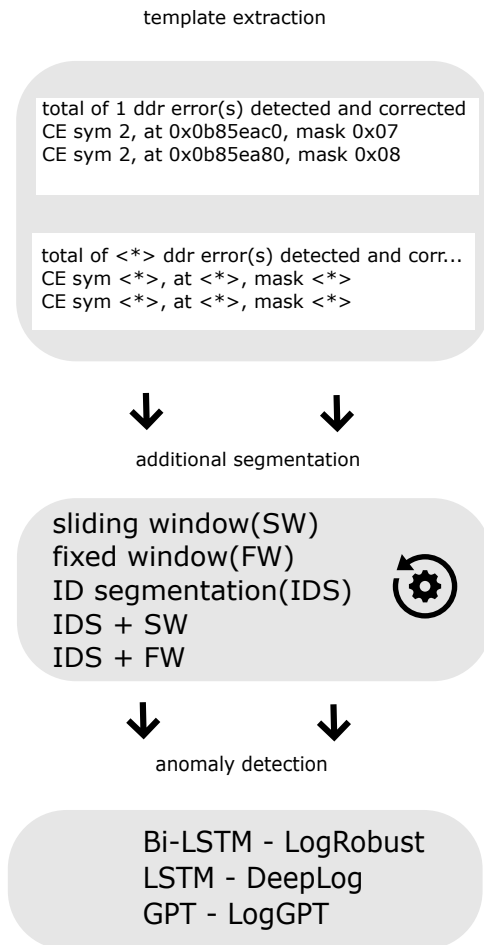 template extraction
total of 1 ddr error(s) detected and corrected
CE sym 2, at 0x0b85eac0, mask 0x07
CE sym 2, at 0x0b85ea80, mask 0x08
total of <*> ddr error(s) detected and corr...
CE sym <*>, at <*>, mask <*>
CE sym <*>, at <*>, mask <*>
additional segmentation
sliding window(SW)
fixed window(FW)
ID segmentation(IDS)
IDS + SW
IDS + FW
anomaly detection
Bi-LSTM - LogRobust
LSTM - DeepLog
GPT - LogGPT